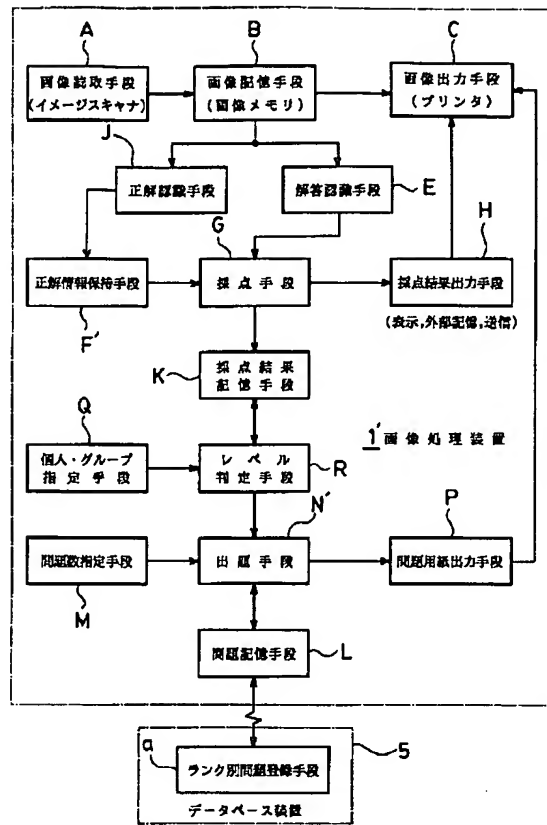 A
B
C
画像読取手段
(イメージスキャナ)
画像記憶手段
(画像メモリ)
画像出力手段
(プリンタ)
J
正解認識手段
解答認識手段
E
G
H
正解情報保持手段
採点手段
採点結果出力手段
F'
(表示,外部記憶,送信)
K
採点結果
記憶手段
Q
1' 画像処理装置
個人・グループ
指定手段
レベル
判定手段
R
N'
P
問題数指定手段
出題手段
問題用紙出力手段
M
問題記憶手段
L
a
5
ランク別問題登録手段
データベース装置